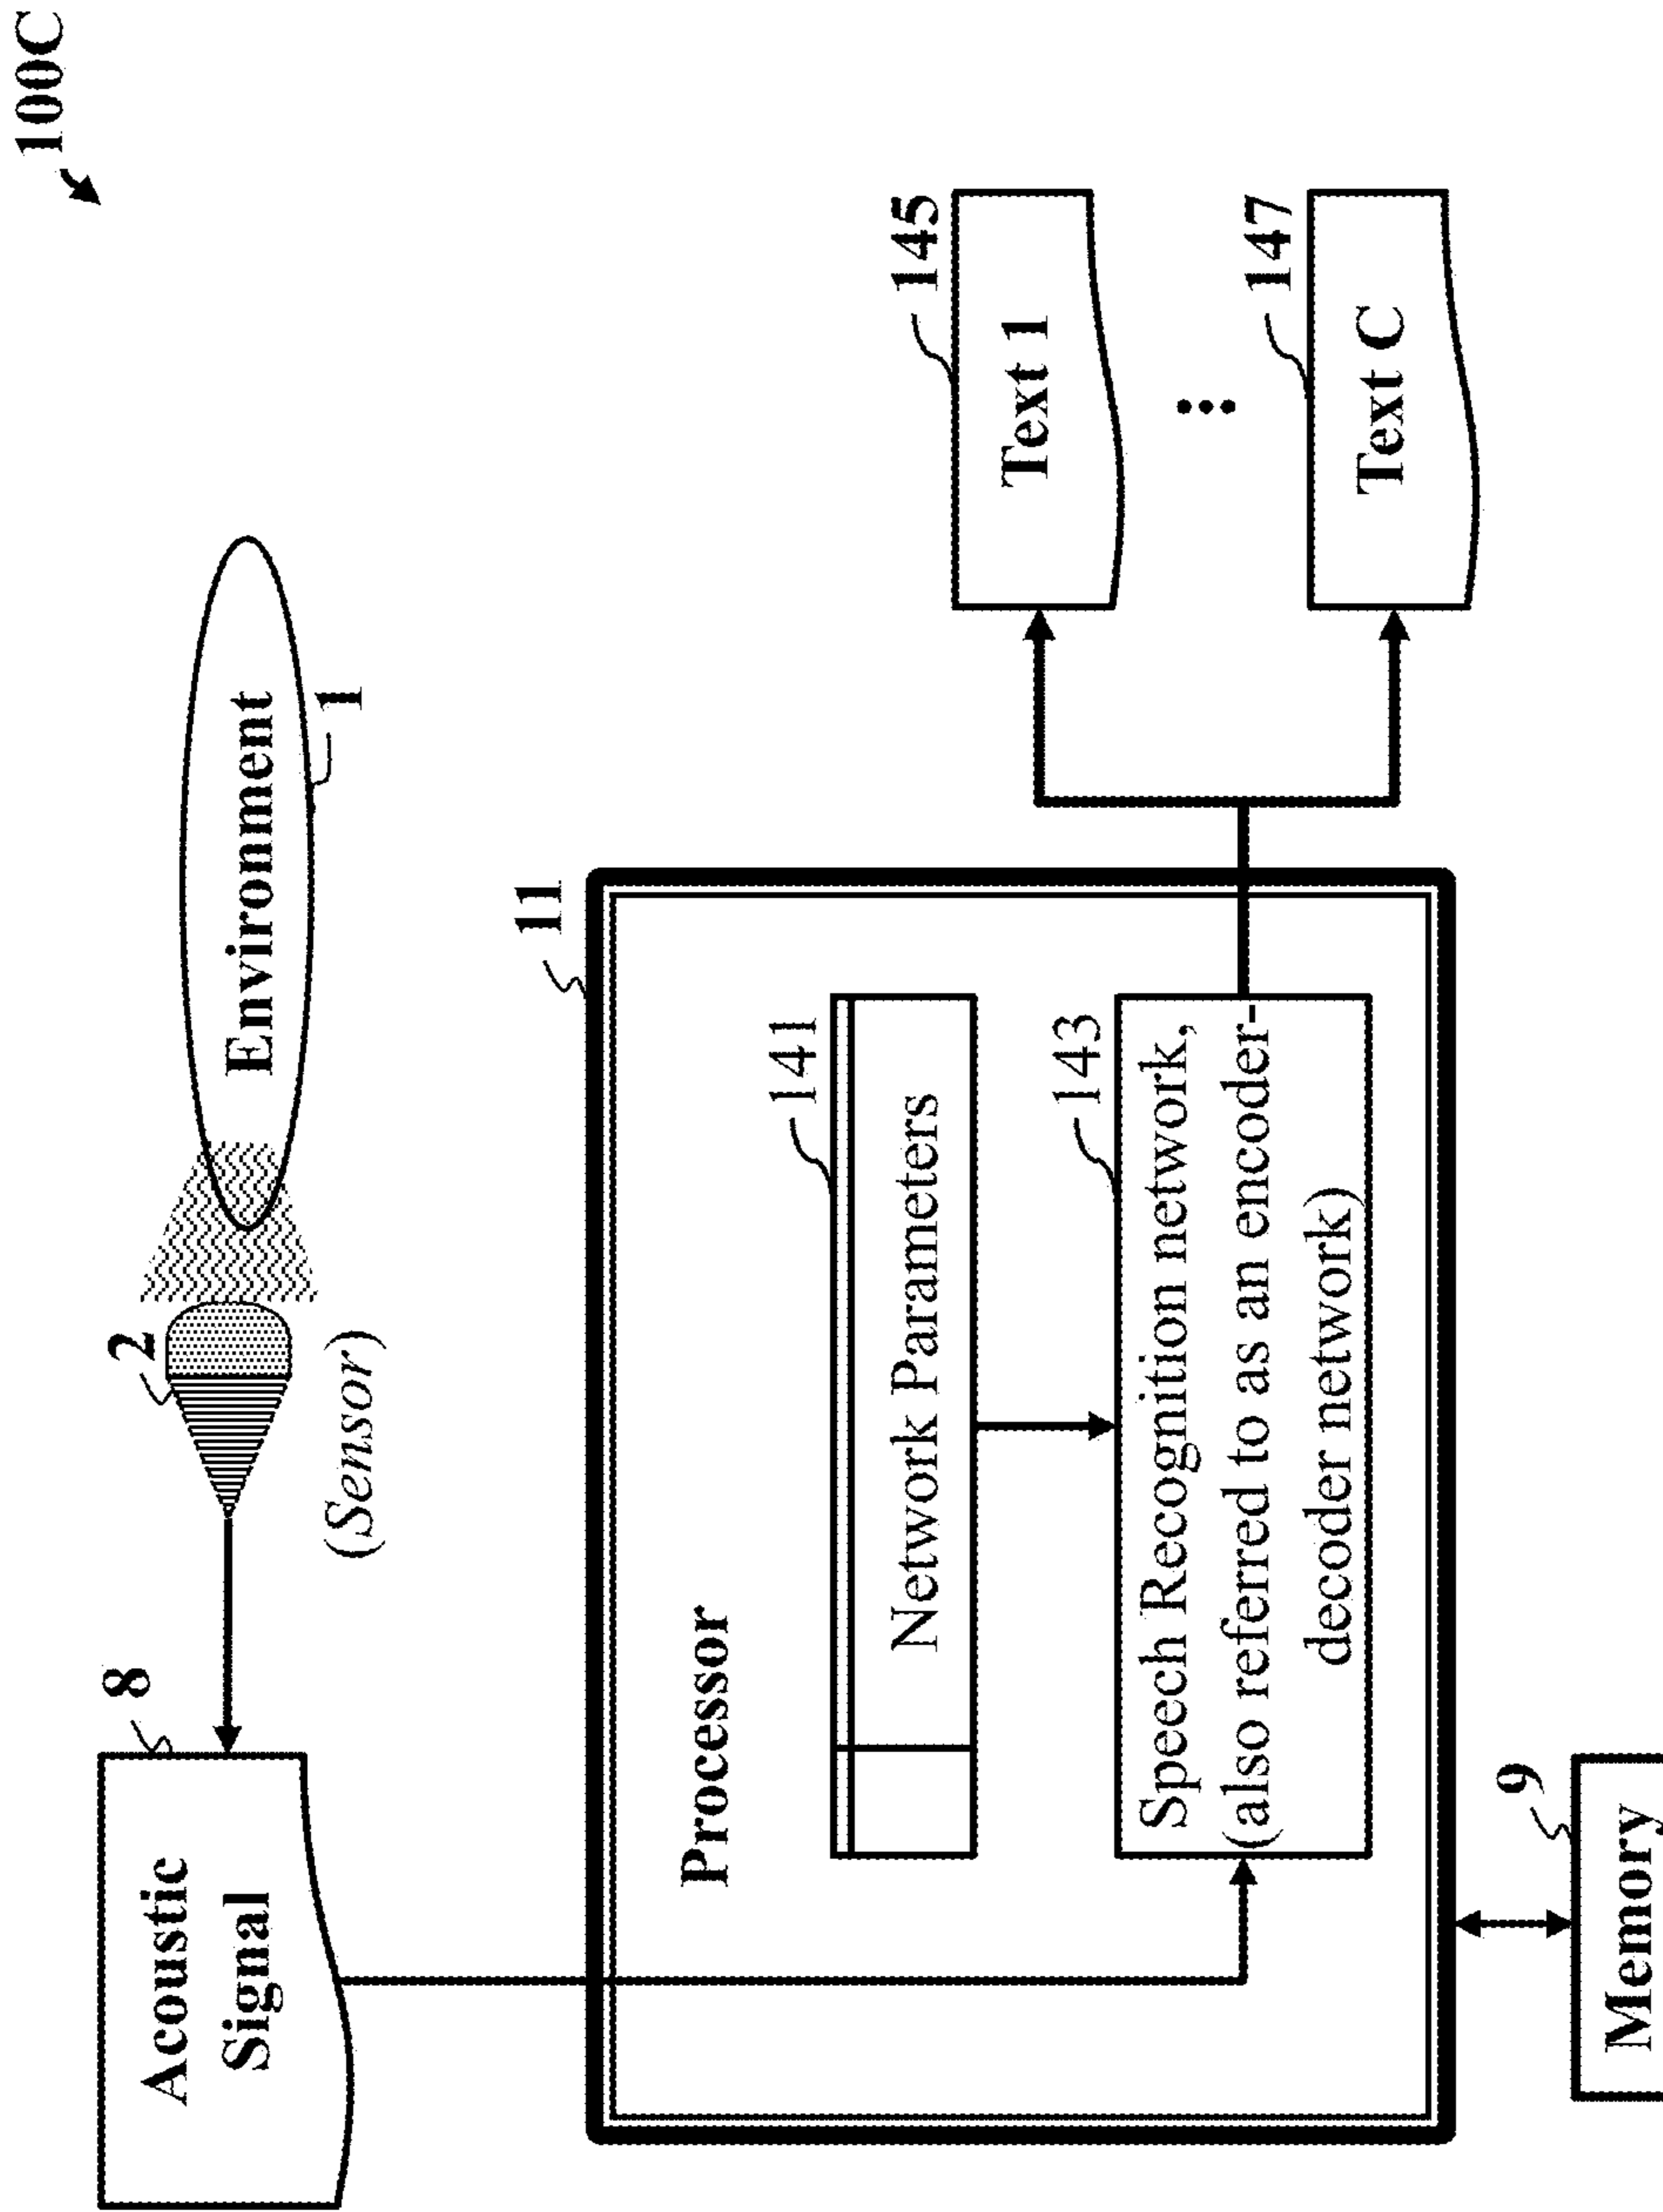 100C
Acoustic
Signal
8
2
(Sensor)
Environment
1
11
Processor
141
Network Parameters
143
Speech Recognition network,
(also referred to as an encoder-
decoder network)
145
Text 1
147
Text C
9
Memory